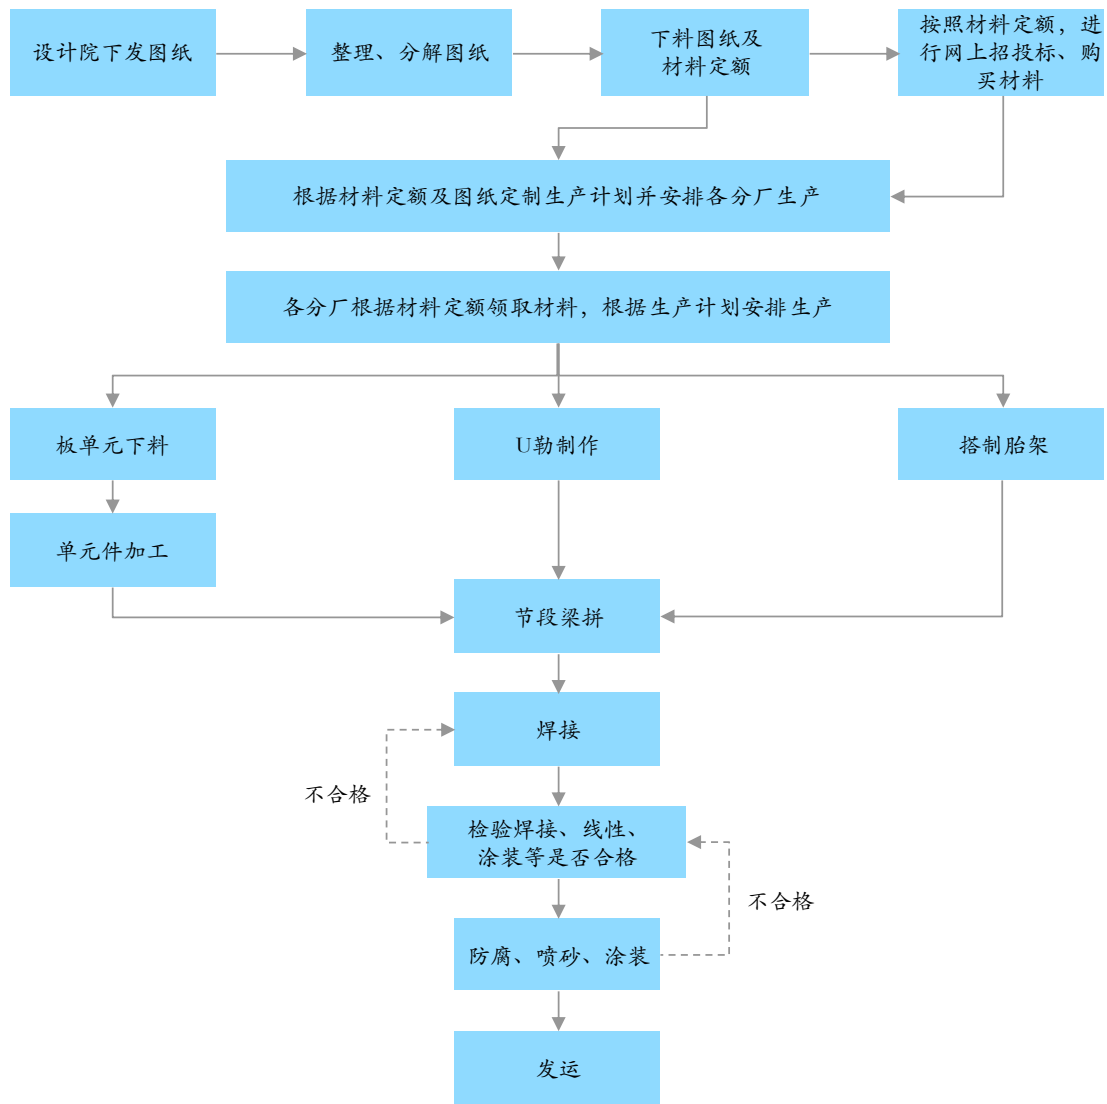 设计院下发图纸
整理、分解图纸
下料图纸及
材料定额
按照材料定额，进
行网上招投标、购
买材料
根据材料定额及图纸定制生产计划并安排各分厂生产
各分厂根据材料定额领取材料，根据生产计划安排生产
板单元下料
U勒制作
搭制胎架
单元件加工
节段梁拼
焊接
不合格
检验焊接、线性、
涂装等是否合格
不合格
防腐、喷砂、涂装
发运